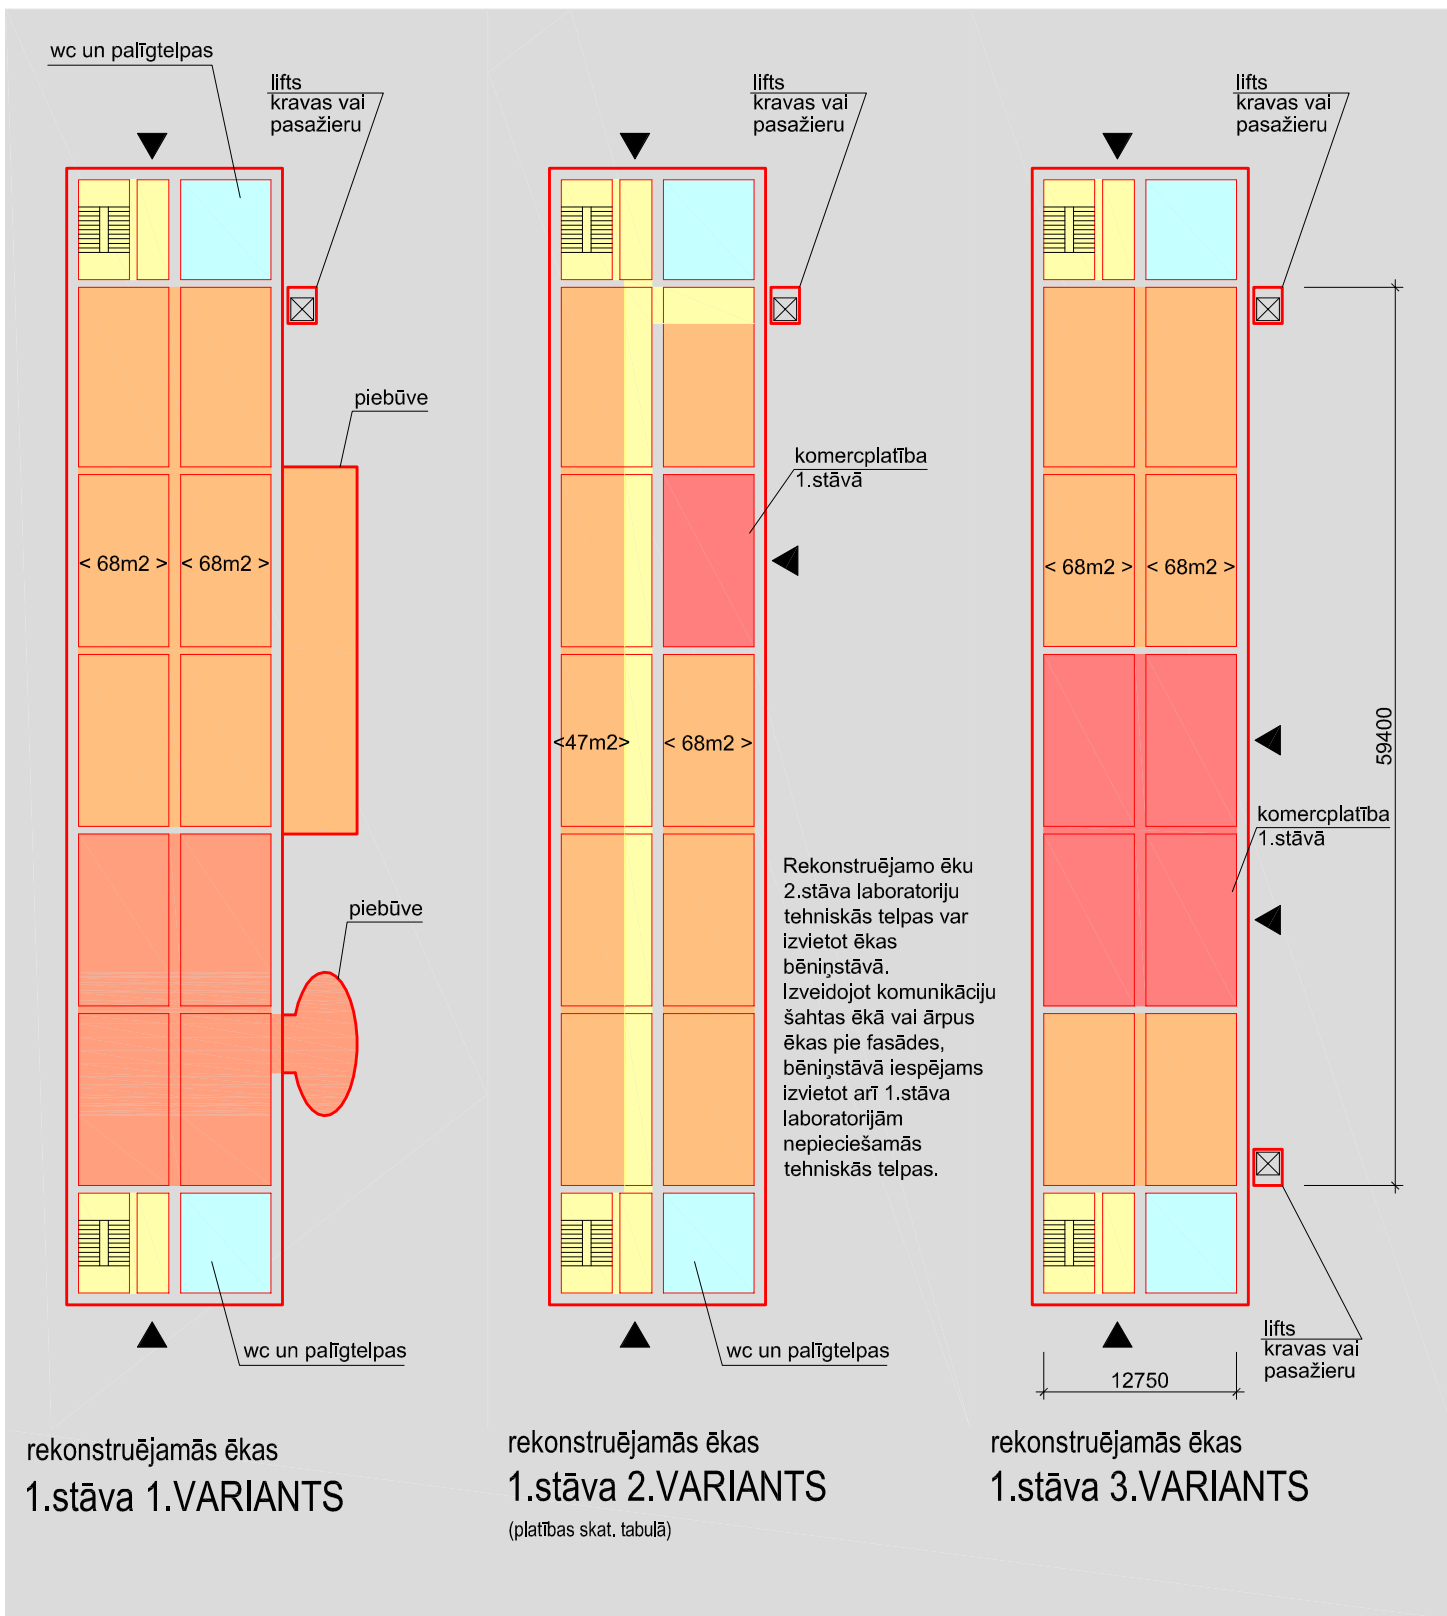 wc un palīgtelpas
lifts
kravas vai
pasažieru
piebūve
< 68m2 >
< 68m2 >
piebūve
wc un palīgtelpas
rekonstruējamās ēkas
1.stāva 1.VARIANTS
lifts
kravas vai
pasažieru
komercplatība
1.stāvā
<47m2>
< 68m2 >
Rekonstruējamo ēku
2.stāva laboratoriju
tehniskās telpas var
izvietot ēkas
bēniņstāvā.
Izveidojot komunikāciju
šahtas ēkā vai ārpus
ēkas pie fasādes,
bēniņstāvā iespējams
izvietot arī 1.stāva
laboratorijām
nepieciešamās
tehniskās telpas.
wc un palīgtelpas
rekonstruējamās ēkas
1.stāva 2.VARIANTS
(platības skat. tabulā)
lifts
kravas vai
pasažieru
< 68m2 >
< 68m2 >
59400
komercplatība
1.stāvā
lifts
kravas vai
pasažieru
12750
rekonstruējamās ēkas
1.stāva 3.VARIANTS